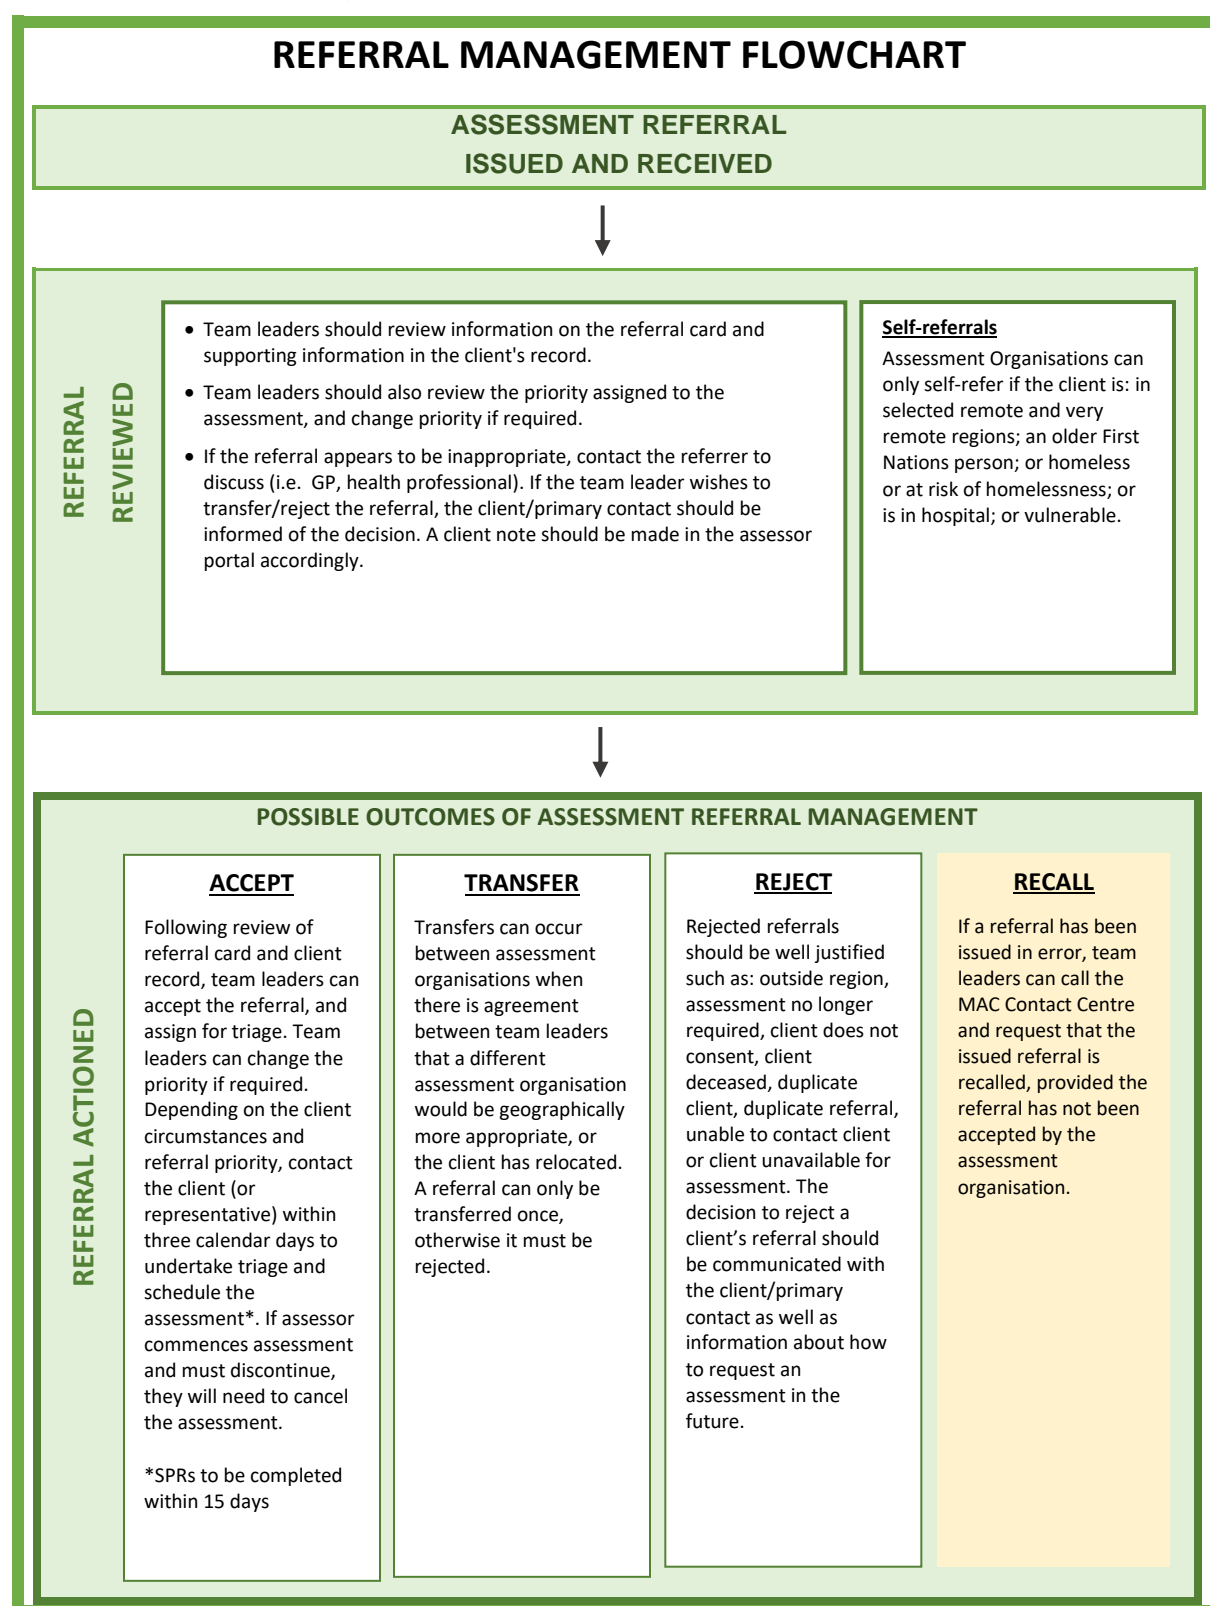 REFERRAL MANAGEMENT FLOWCHART
ASSESSMENT REFERRAL
ISSUED AND RECEIVED
REFERRAL
REVIEWED
• Team leaders should review information on the referral card and
supporting information in the client's record.
• Team leaders should also review the priority assigned to the
assessment, and change priority if required.
• If the referral appears to be inappropriate, contact the referrer to
discuss (i.e. GP, health professional). If the team leader wishes to
transfer/reject the referral, the client/primary contact should be
informed of the decision. A client note should be made in the assessor
portal accordingly.
Self-referrals
Assessment Organisations can
only self-refer if the client is: in
selected remote and very
remote regions; an older First
Nations person; or homeless
or at risk of homelessness; or
is in hospital; or vulnerable.
POSSIBLE OUTCOMES OF ASSESSMENT REFERRAL MANAGEMENT
REFERRAL ACTIONED
ACCEPT
Following review of
referral card and client
record, team leaders can
accept the referral, and
assign for triage. Team
leaders can change the
priority if required.
Depending on the client
circumstances and
referral priority, contact
the client (or
representative) within
three calendar days to
undertake triage and
schedule the
assessment*. If assessor
commences assessment
and must discontinue,
they will need to cancel
the assessment.
*SPRs to be completed
within 15 days
TRANSFER
Transfers can occur
between assessment
organisations when
there is agreement
between team leaders
that a different
assessment organisation
would be geographically
more appropriate, or
the client has relocated.
A referral can only be
transferred once,
otherwise it must be
rejected.
REJECT
Rejected referrals
should be well justified
such as: outside region,
assessment no longer
required, client does not
consent, client
deceased, duplicate
client, duplicate referral,
unable to contact client
or client unavailable for
assessment. The
decision to reject a
client’s referral should
be communicated with
the client/primary
contact as well as
information about how
to request an
assessment in the
future.
RECALL
If a referral has been
issued in error, team
leaders can call the
MAC Contact Centre
and request that the
issued referral is
recalled, provided the
referral has not been
accepted by the
assessment
organisation.